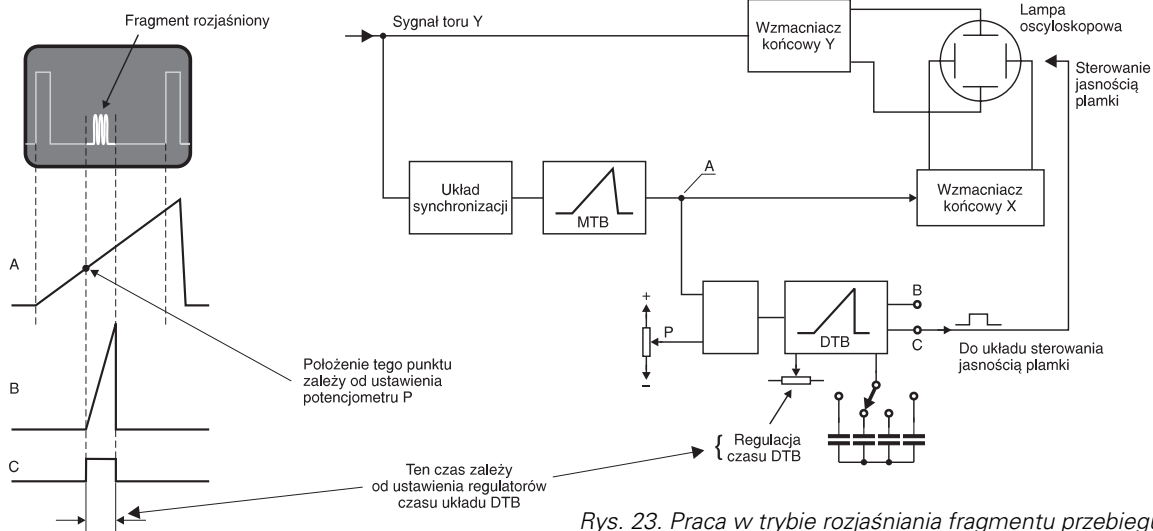 Fragment rozjaśniony
Sygnał toru Y
Wzmacniacz
końcowy Y
Lampa
oscyloskopowa
Sterowanie
jasnością
plamki
Układ
synchronizacji
MTB
A
Wzmacniacz
końcowy X
A
B
C
Położenie tego punktu
zależy od ustawienia
potencjometru P
+
P
–
DTB
B
C
Do układu sterowania
jasnością plamki
{ Regulacja
czasu DTB
Ten czas zależy
od ustawienia regulatorów
czasu układu DTB
Rys. 23. Praca w trybie rozjaśniania fragmentu przebiegu